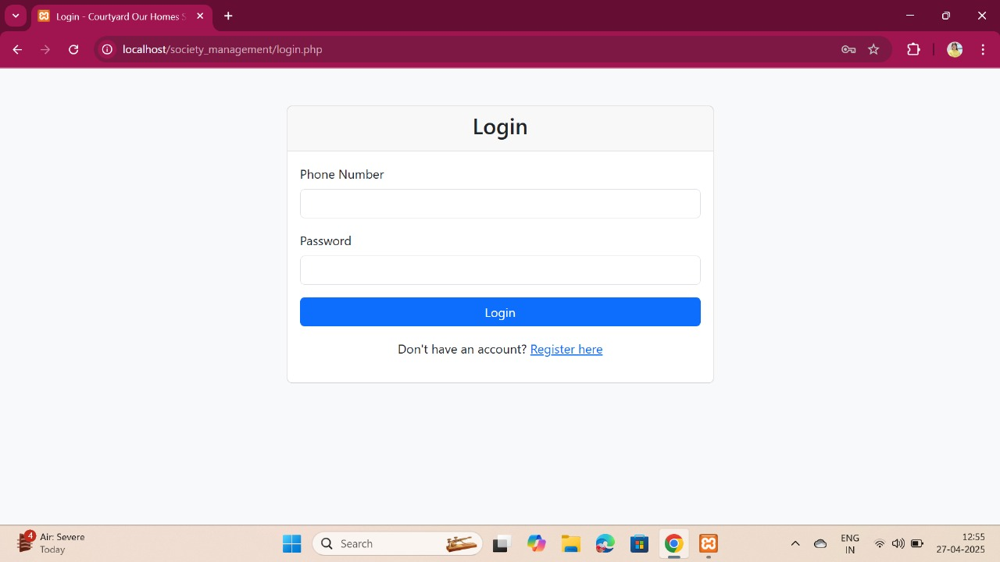 Login - Courtyard Our Homes S
localhost/society_management/login.php
Login
Phone Number
Password
Login
Don't have an account? Register here
4
Air: Severe
Today
Search
ENG
IN
12:55
27-04-2025